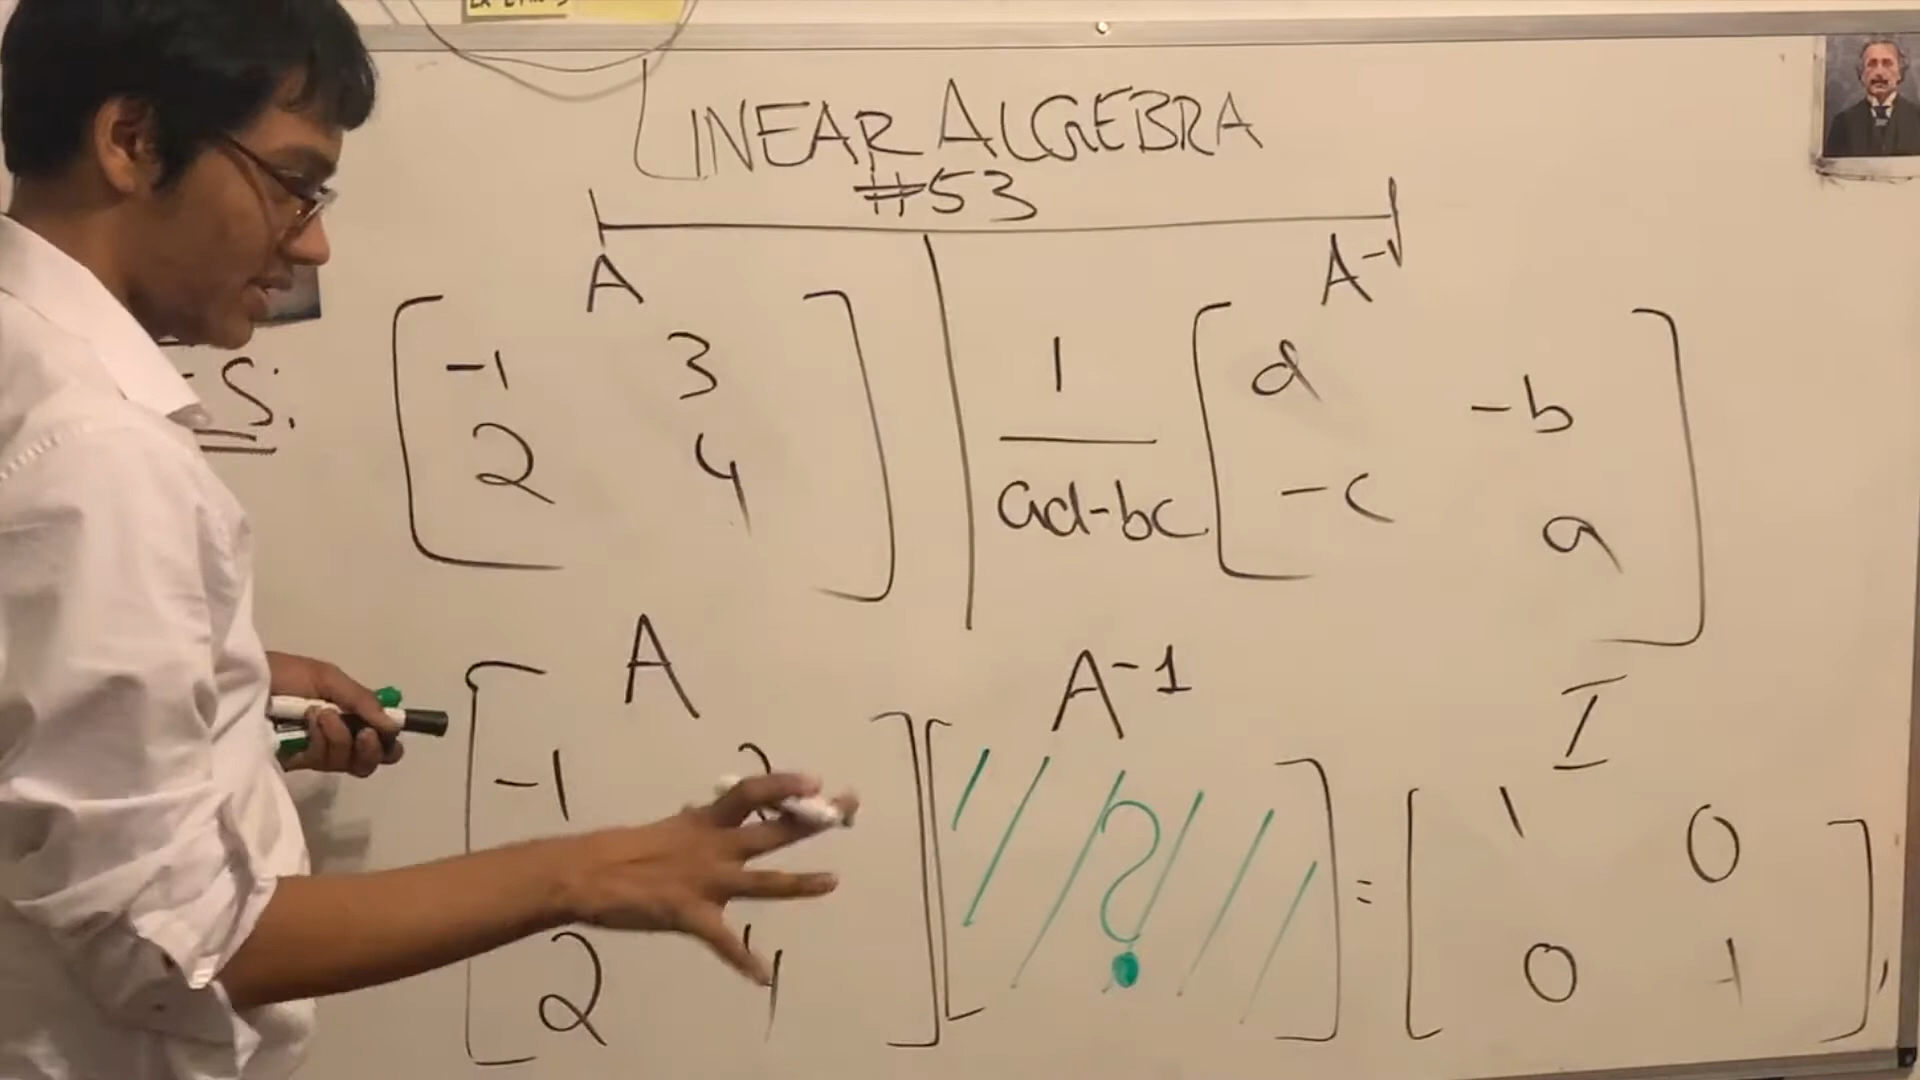 LINEAR ALGEBRA
#53
A A-1
-1 3
2 4
1
ad-bc
d -b
-c a
S:
A A-1 I
-1
2 4
?
=
1 0
0 1,